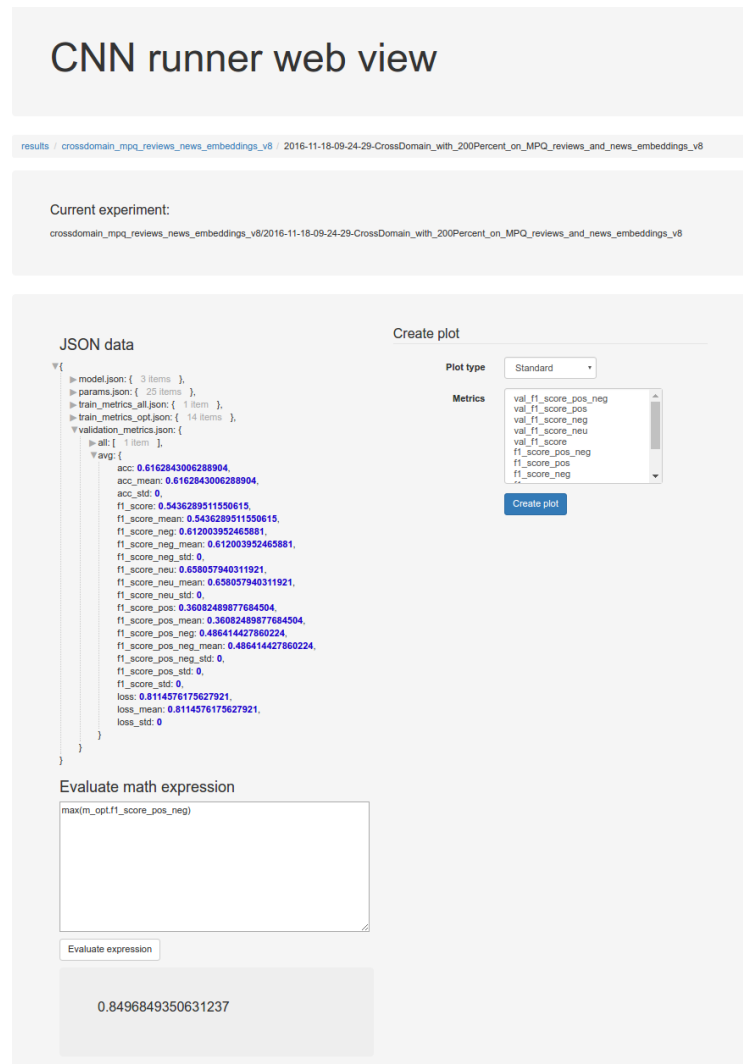 CNN runner web view
results / crossdomain_mpq_reviews_news_embeddings_v8 / 2016-11-18-09-24-29-CrossDomain_with_200Percent_on_MPQ_reviews_and_news_embeddings_v8
Current experiment:
crossdomain_mpq_reviews_news_embeddings_v8/2016-11-18-09-24-29-CrossDomain_with_200Percent_on_MPQ_reviews_and_news_embeddings_v8
JSON data
{
model.json: { 3 items },
params.json: { 25 items },
train_metrics_all.json: { 1 item },
train_metrics_opt.json: { 14 items },
validation_metrics.json: {
all: [ 1 item ],
avg: {
acc: 0.6162843006288904,
acc_mean: 0.6162843006288904,
acc_std: 0,
f1_score: 0.5436289511550615,
f1_score_mean: 0.5436289511550615,
f1_score_neg: 0.612003952465881,
f1_score_neg_mean: 0.612003952465881,
f1_score_neg_std: 0,
f1_score_neu: 0.658057940311921,
f1_score_neu_mean: 0.658057940311921,
f1_score_neu_std: 0,
f1_score_pos: 0.36082489877684504,
f1_score_pos_mean: 0.36082489877684504,
f1_score_pos_neg: 0.486414427860224,
f1_score_pos_neg_mean: 0.486414427860224,
f1_score_pos_neg_std: 0,
f1_score_pos_std: 0,
f1_score_std: 0,
loss: 0.8114576175627921,
loss_mean: 0.8114576175627921,
loss_std: 0
}
}
}
Evaluate math expression
max(m_opt.f1_score_pos_neg)
Evaluate expression
0.8496849350631237
Create plot
Plot type Standard
Metrics val_f1_score_pos_neg
val_f1_score_pos
val_f1_score_neg
val_f1_score_neu
val_f1_score
f1_score_pos_neg
f1_score_pos
f1_score_neg
Create plot